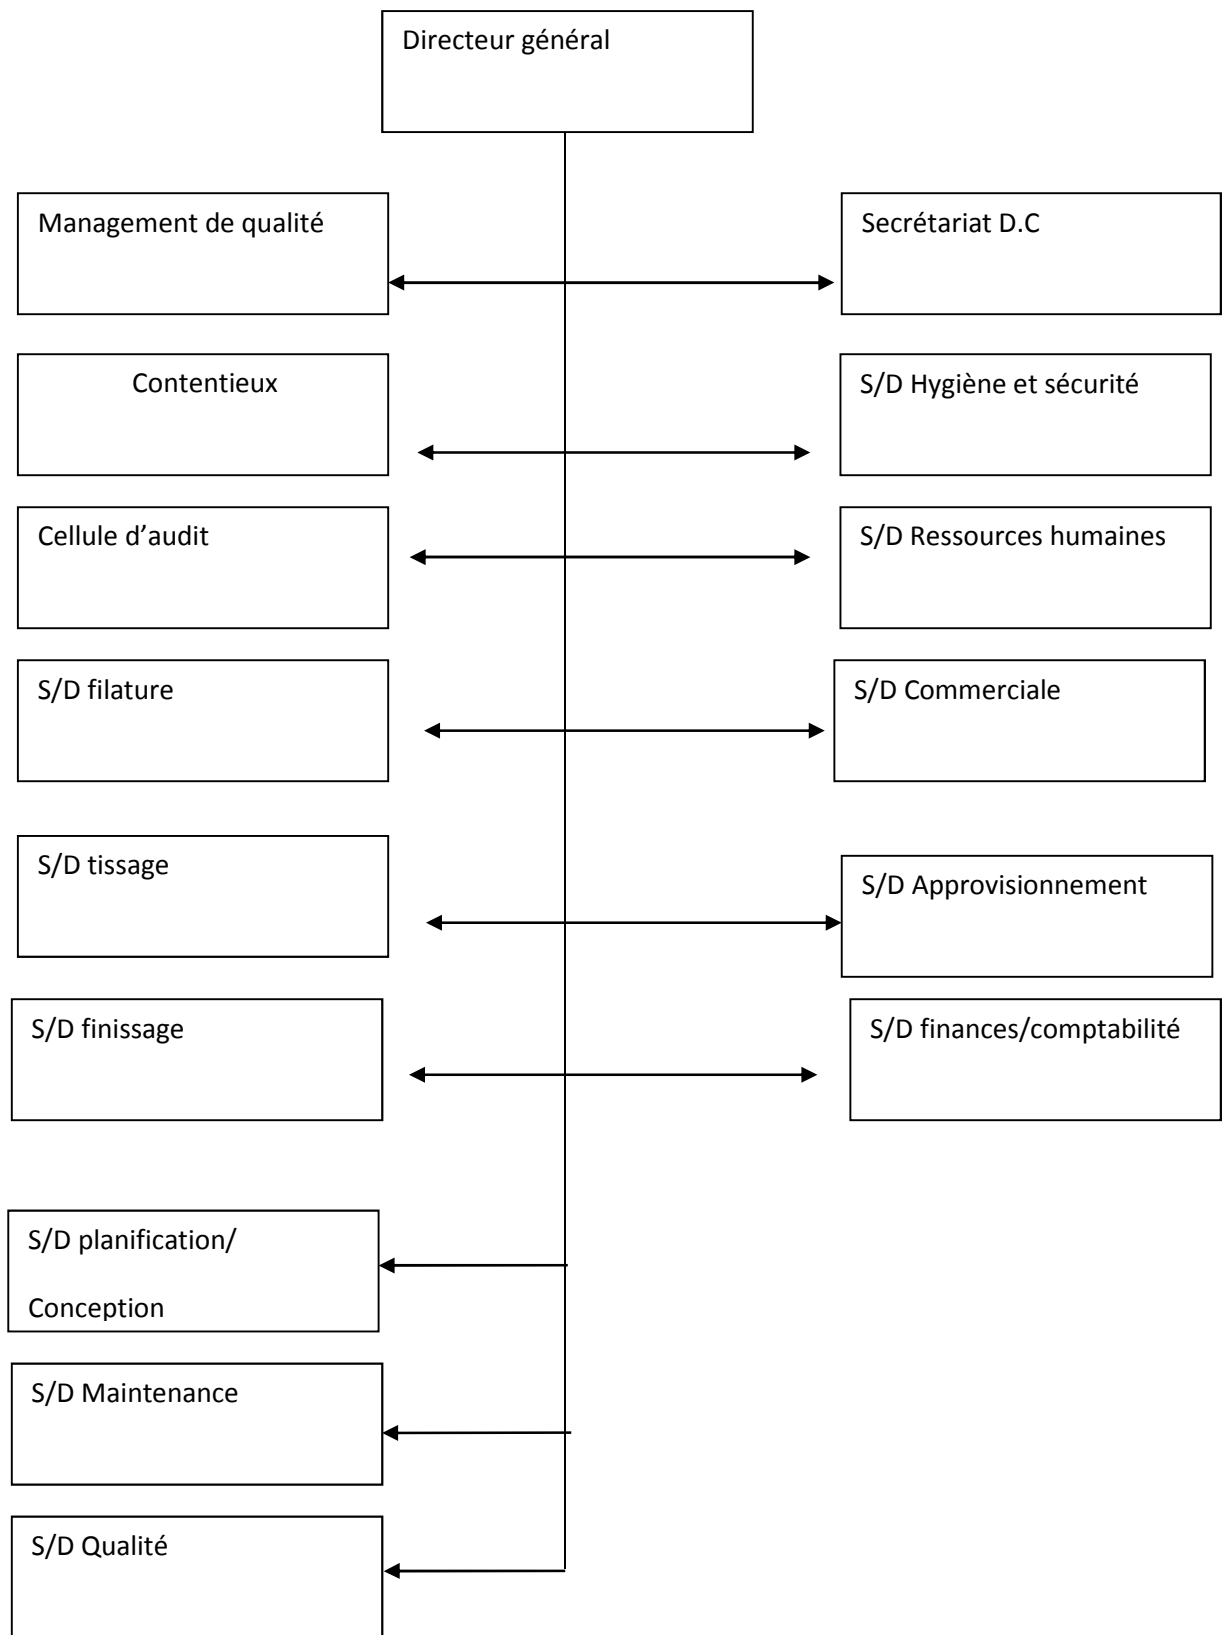 Directeur général
Management de qualité
Secrétariat D.C
Contentieux
S/D Hygiène et sécurité
Cellule d’audit
S/D Ressources humaines
S/D filature
S/D Commerciale
S/D tissage
S/D Approvisionnement
S/D finissage
S/D finances/comptabilité
S/D planification/
Conception
S/D Maintenance
S/D Qualité